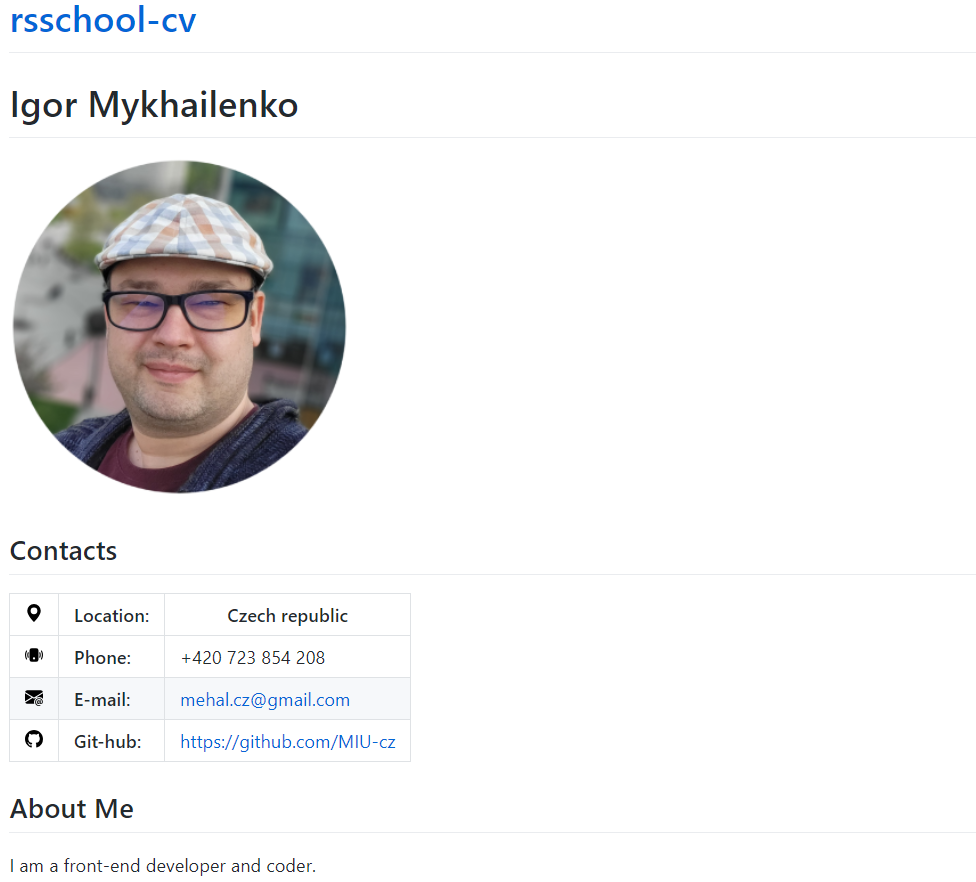 rsschool-cv
Igor Mykhailenko
Contacts
Location: Czech republic
Phone: +420 723 854 208
E-mail: mehal.cz@gmail.com
Git-hub: https://github.com/MIU-cz
About Me
I am a front-end developer and coder.